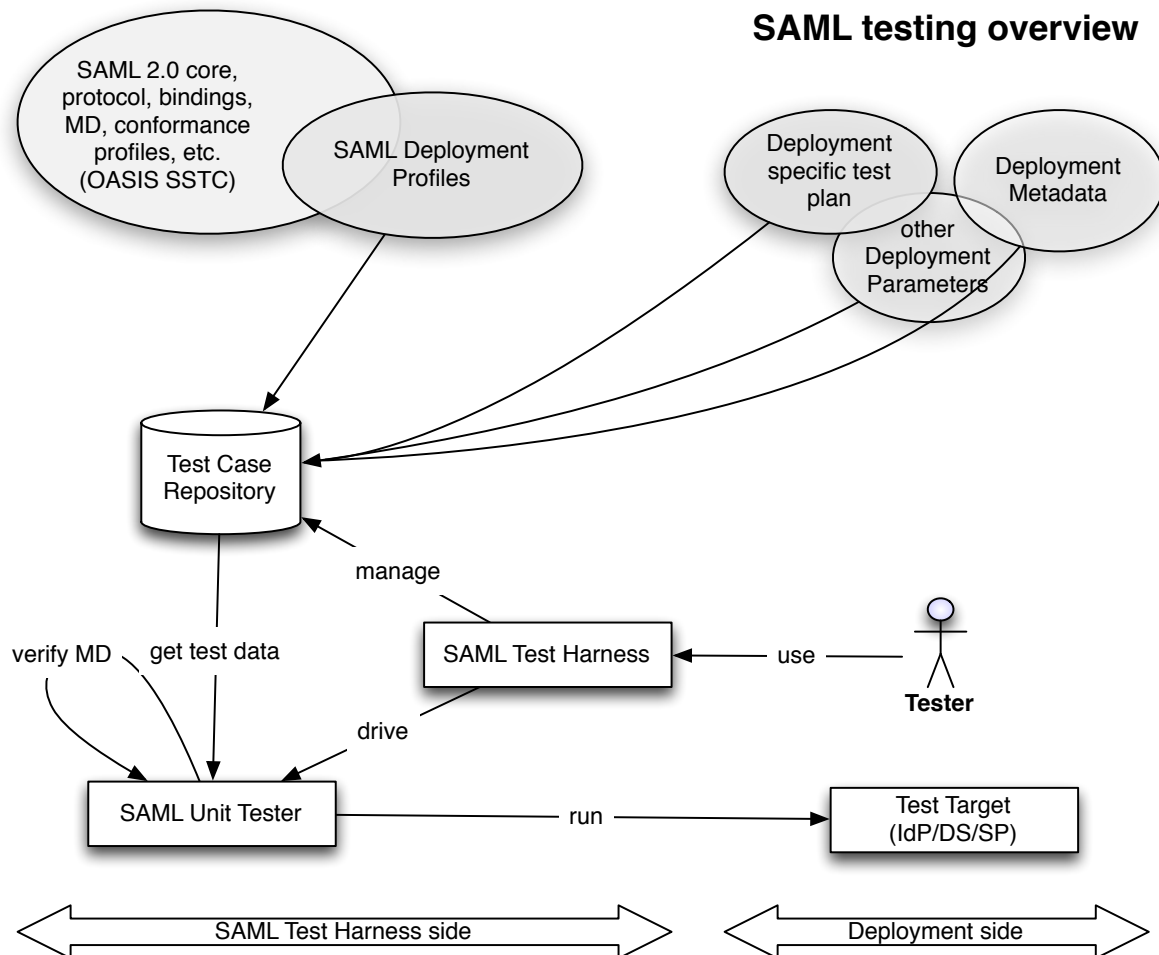 SAML testing overview
SAML 2.0 core,
protocol, bindings,
MD, conformance
profiles, etc.
(OASIS SSTC)
SAML Deployment
Profiles
Deployment
specific test
plan
Deployment
Metadata
other
Deployment
Parameters
Test Case
Repository
manage
verify MD
get test data
SAML Test Harness
use
Tester
drive
SAML Unit Tester
run
Test Target
(IdP/DS/SP)
SAML Test Harness side
Deployment side